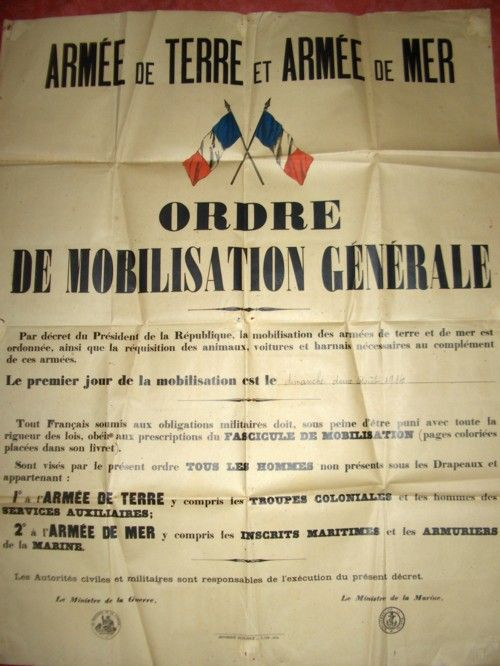 ARMÉE DE TERRE ET ARMÉE DE MER
ORDRE
DE MOBILISATION GÉNÉRALE
Par décret du Président de la République, la mobilisation des armées de terre et de mer est
ordonnée, ainsi que la réquisition des animaux, voitures et harnais nécessaires au complément
de ces armées.
Le premier jour de la mobilisation est le dimanche deux Août 1914
Tout Français soumis aux obligations militaires doit, sous peine d'être puni avec toute la
rigueur des lois, obéir aux prescriptions du FASCICULE DE MOBILISATION (pages coloriées
placées dans son livret).
Sont visés par le présent ordre TOUS LES HOMMES non présents sous les Drapeaux et
appartenant :
1° à l'ARMÉE DE TERRE y compris les TROUPES COLONIALES et les hommes des
SERVICES AUXILIAIRES;
2° à l'ARMÉE DE MER y compris les INSCRITS MARITIMES et les ARMURIERS
de la MARINE.
Les Autorités civiles et militaires sont responsables de l'exécution du présent décret.
Le Ministre de la Guerre,
Le Ministre de la Marine,